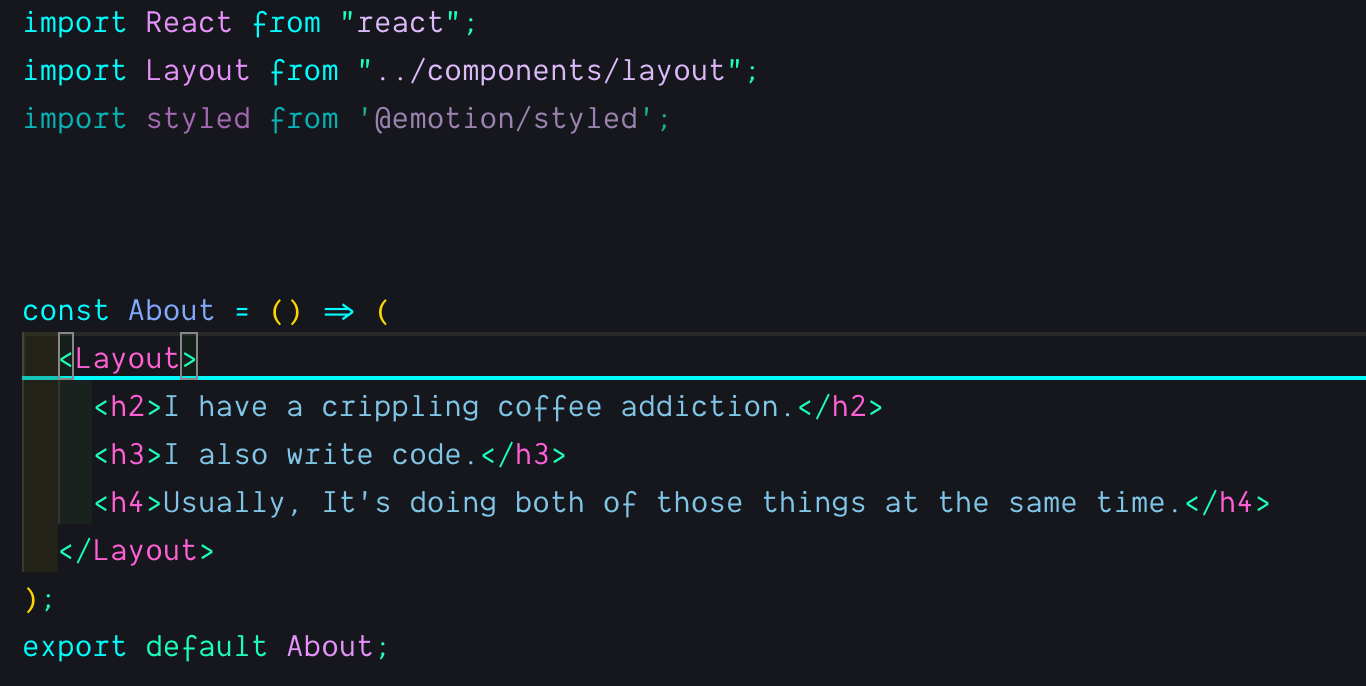 import React from "react";
import Layout from "../components/layout";
import styled from '@emotion/styled';
const About = () => (
<Layout>
<h2>I have a crippling coffee addiction.</h2>
<h3>I also write code.</h3>
<h4>Usually, It's doing both of those things at the same time.</h4>
</Layout>
);
export default About;